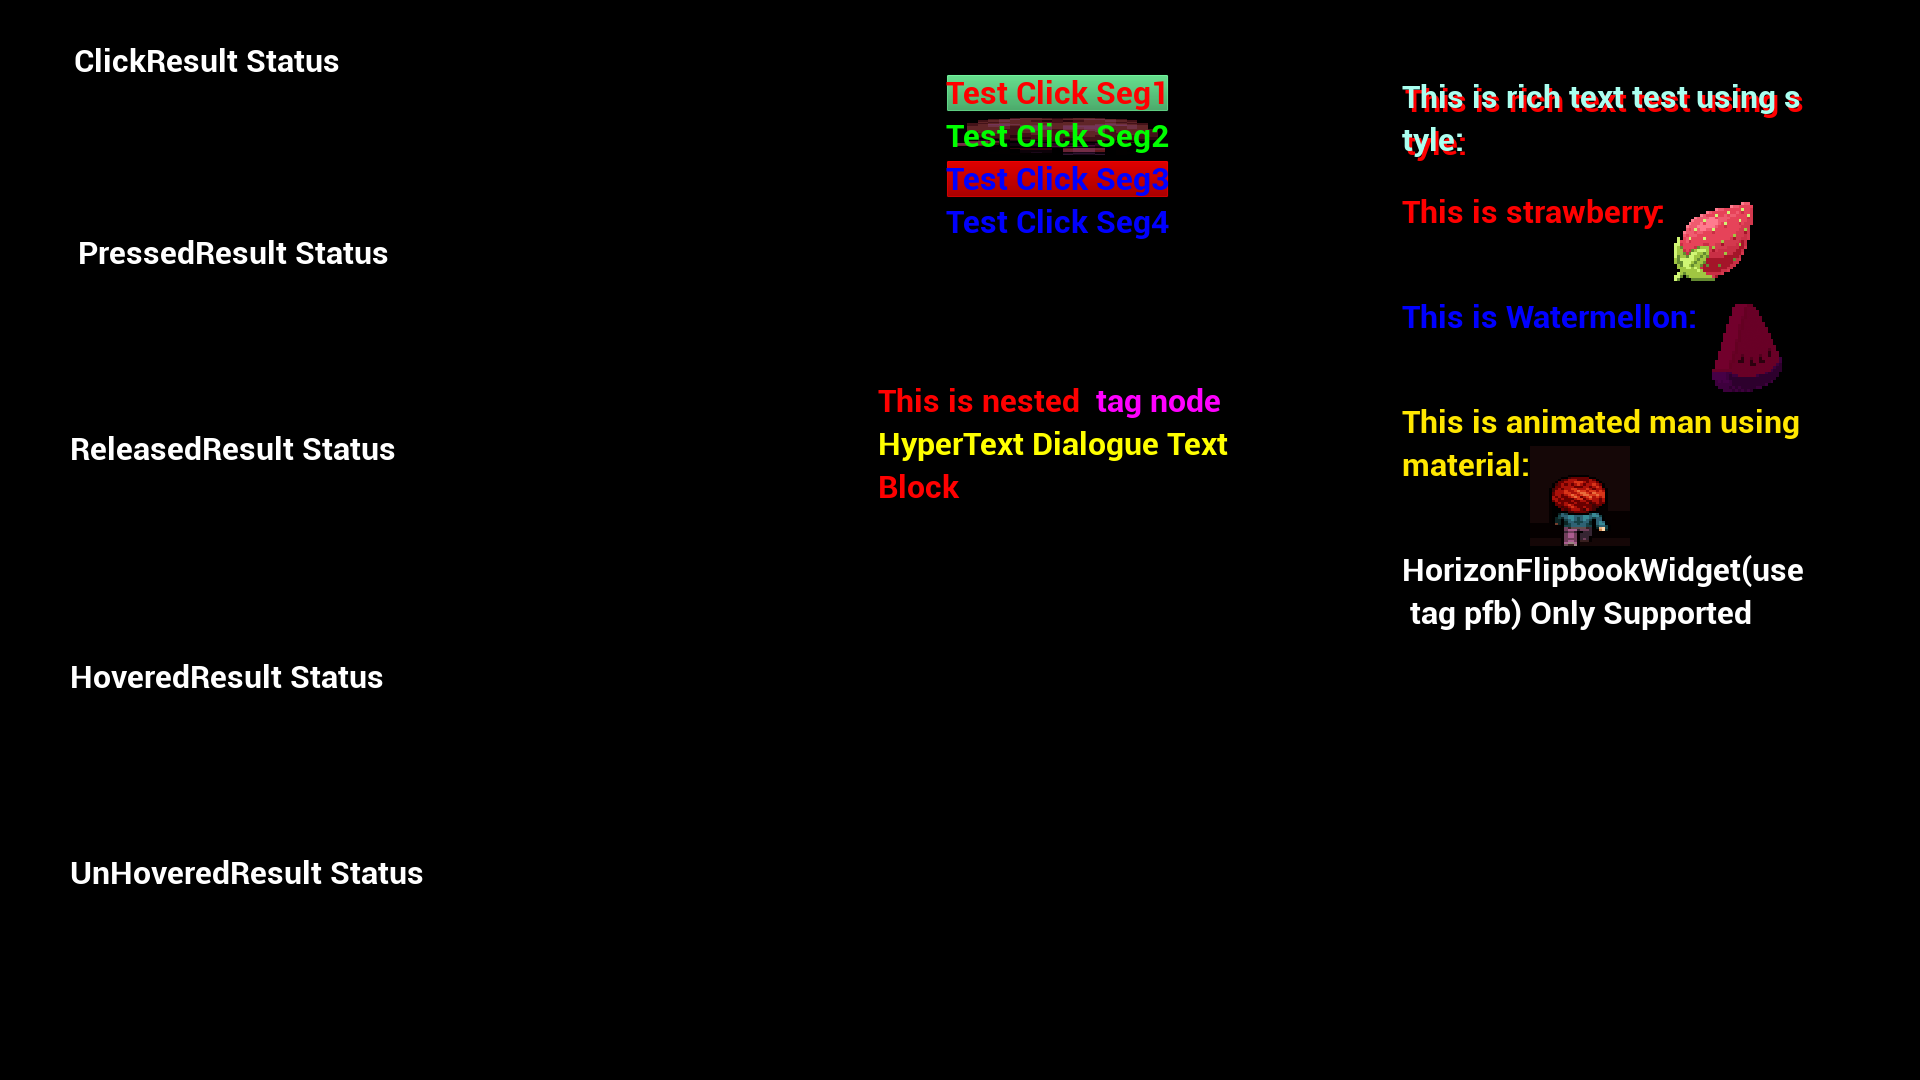 ClickResult Status
PressedResult Status
ReleasedResult Status
HoveredResult Status
UnHoveredResult Status
Test Click Seg1
Test Click Seg2
Test Click Seg3
Test Click Seg4
This is nested tag node
HyperText Dialogue Text
Block
This is rich text test using s
tyle:
This is strawberry:
This is Watermellon:
This is animated man using
material:
HorizonFlipbookWidget(use
tag pfb) Only Supported